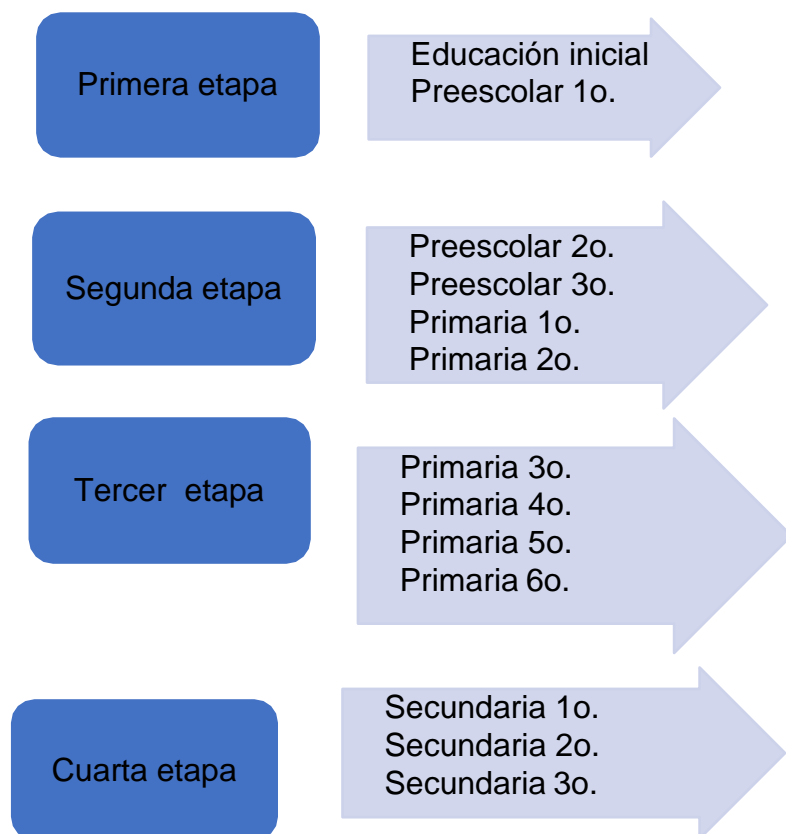 Primera etapa
Educación inicial
Preescolar 1o.
Segunda etapa
Preescolar 2o.
Preescolar 3o.
Primaria 1o.
Primaria 2o.
Tercer etapa
Primaria 3o.
Primaria 4o.
Primaria 5o.
Primaria 6o.
Cuarta etapa
Secundaria 1o.
Secundaria 2o.
Secundaria 3o.